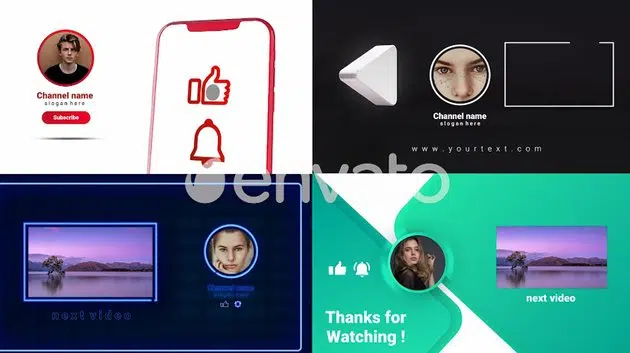 Channel name
slogan here
Subscribe
Channel name
slogan here
www.yourtext.com
envato
next video
Channel name
slogan here
Thanks for
Watching !
next video